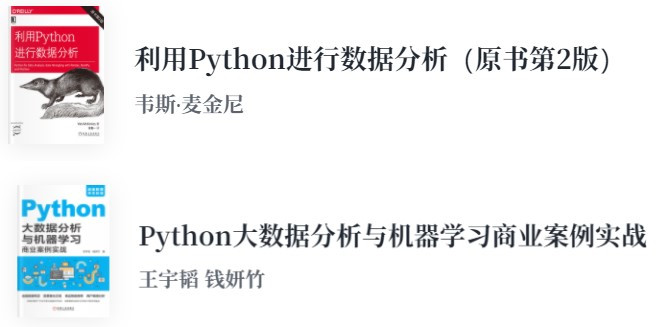 O'REILLY
利用Python
进行数据分析
利用Python进行数据分析（原书第2版）
韦斯·麦金尼
Python
大数据分析
与机器学习
商业案例实战
Python大数据分析与机器学习商业案例实战
王宇韬 钱妍竹